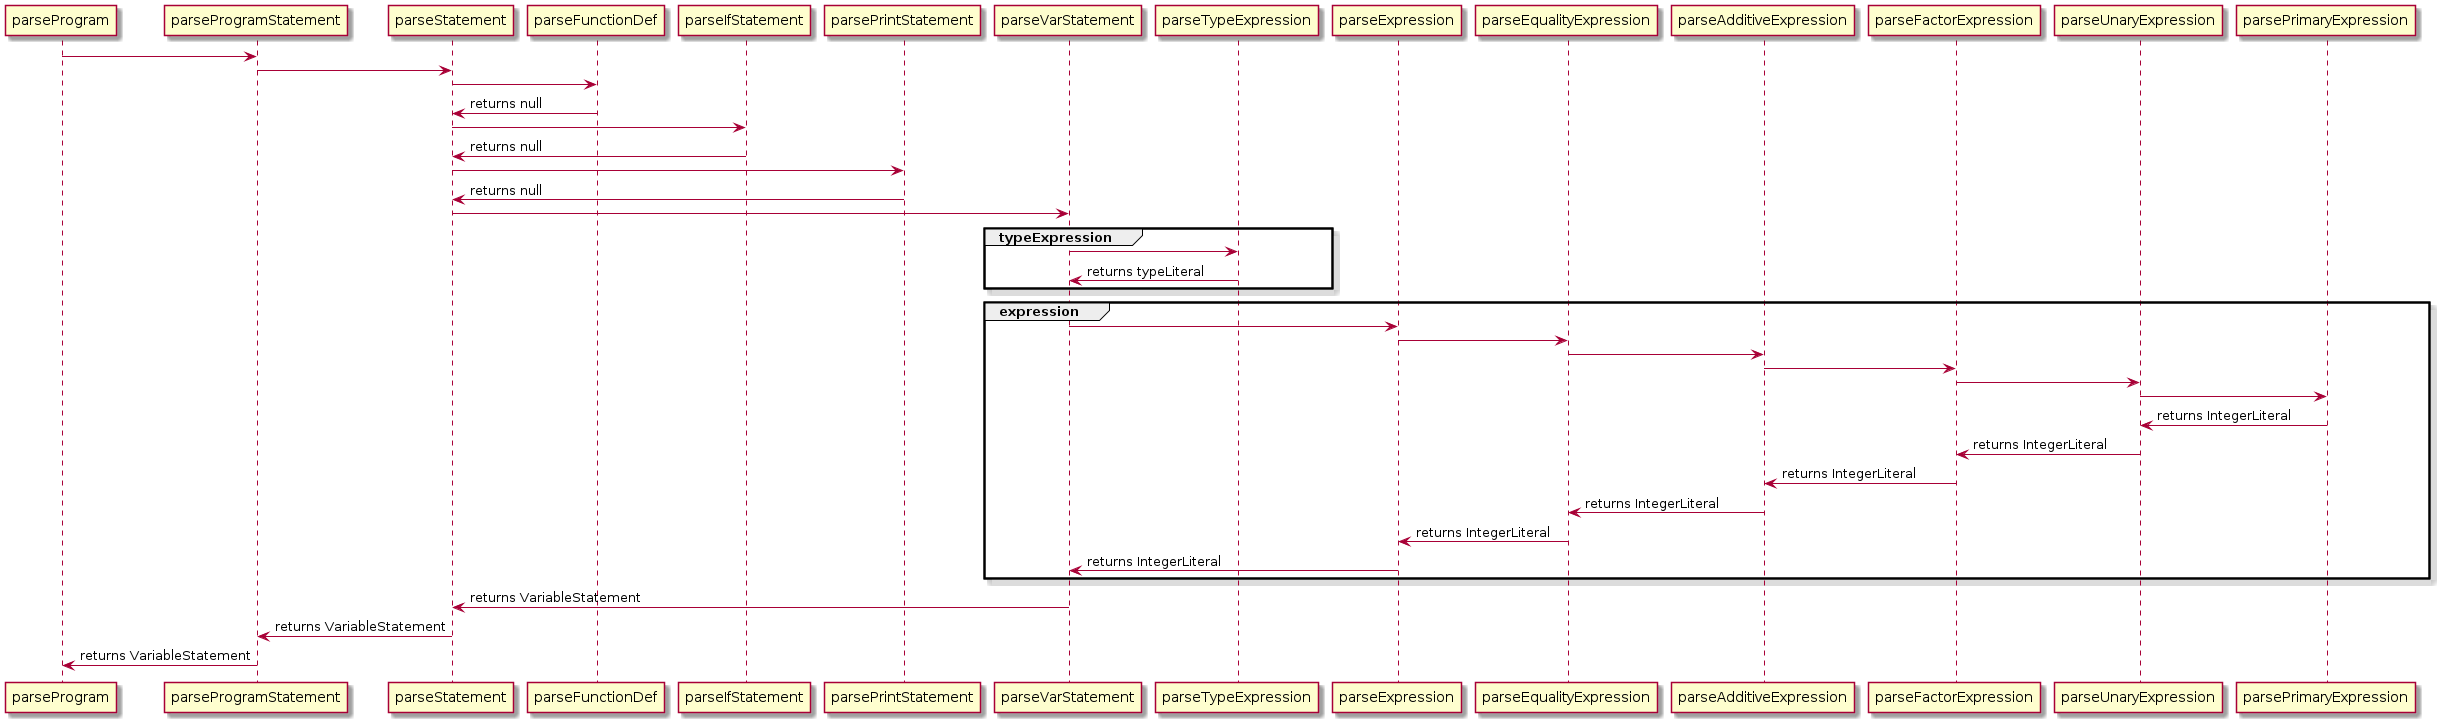 parseProgram
parseProgramStatement
parseStatement
parseFunctionDef
parseIfStatement
parsePrintStatement
parseVarStatement
parseTypeExpression
parseExpression
parseEqualityExpression
parseAdditiveExpression
parseFactorExpression
parseUnaryExpression
parsePrimaryExpression
returns null
returns null
returns null
typeExpression
returns typeLiteral
expression
returns IntegerLiteral
returns IntegerLiteral
returns IntegerLiteral
returns IntegerLiteral
returns IntegerLiteral
returns IntegerLiteral
returns VariableStatement
returns VariableStatement
returns VariableStatement
parseProgram
parseProgramStatement
parseStatement
parseFunctionDef
parseIfStatement
parsePrintStatement
parseVarStatement
parseTypeExpression
parseExpression
parseEqualityExpression
parseAdditiveExpression
parseFactorExpression
parseUnaryExpression
parsePrimaryExpression